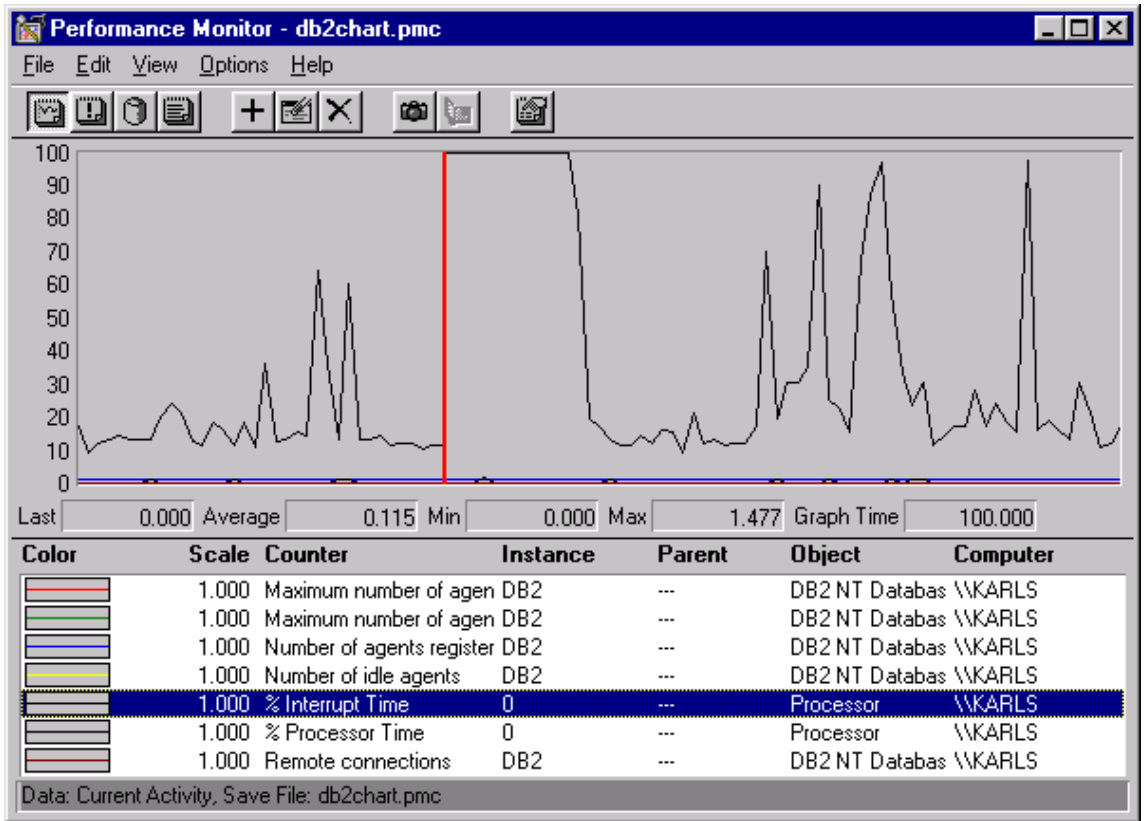 Performance Monitor - db2chart.pmc
File Edit View Options Help
100
90
80
70
60
50
40
30
20
10
0
Last 0.000 Average 0.115 Min 0.000 Max 1.477 Graph Time 100.000
Color Scale Counter Instance Parent Object Computer
1.000 Maximum number of agen DB2 --- DB2 NT Databas \\KARLS
1.000 Maximum number of agen DB2 --- DB2 NT Databas \\KARLS
1.000 Number of agents register DB2 --- DB2 NT Databas \\KARLS
1.000 Number of idle agents DB2 --- DB2 NT Databas \\KARLS
1.000 % Interrupt Time 0 --- Processor \\KARLS
1.000 % Processor Time 0 --- Processor \\KARLS
1.000 Remote connections DB2 --- DB2 NT Databas \\KARLS
Data: Current Activity, Save File: db2chart.pmc